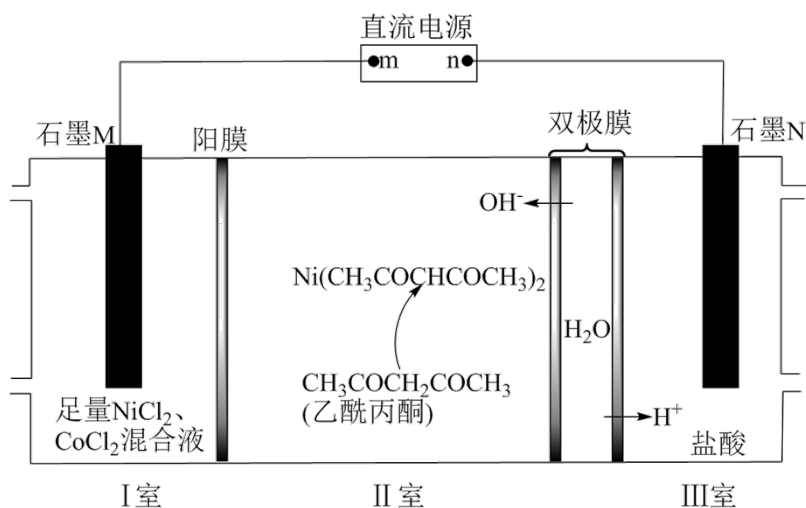 直流电源
m n
石墨M
阳膜
双极膜
石墨N
OH⁻
Ni(CH₃COCHCOCH₃)₂
H₂O
CH₃COCH₂COCH₃
(乙酰丙酮)
足量NiCl₂、
CoCl₂混合液
H⁺
盐酸
Ⅰ室
Ⅱ室
Ⅲ室